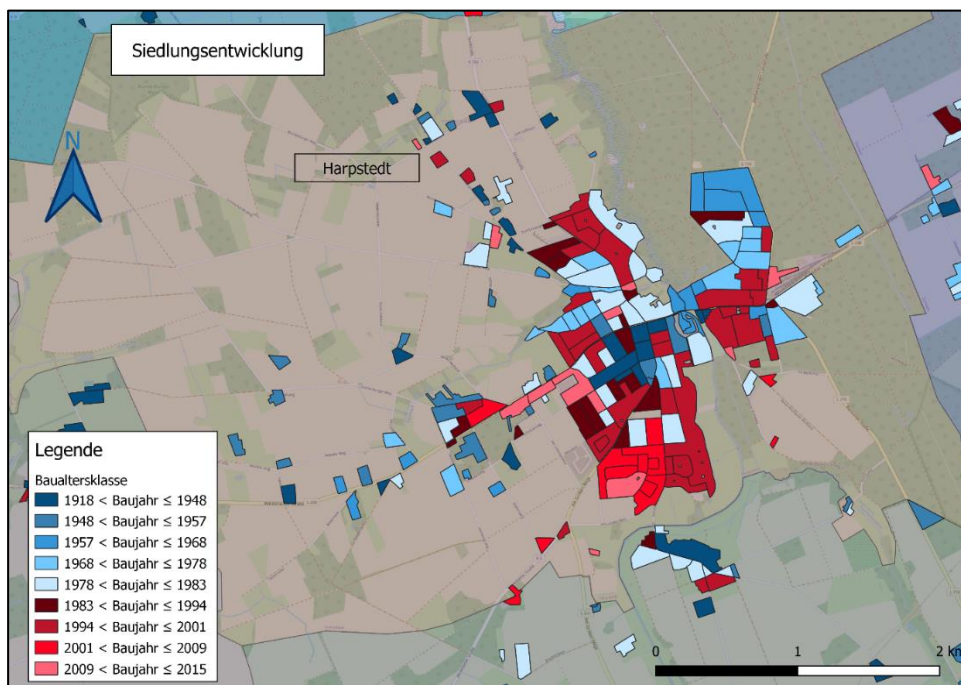 Siedlungsentwicklung
N
Harpstedt
Legende
Baualtersklasse
1918 < Baujahr ≤ 1948
1948 < Baujahr ≤ 1957
1957 < Baujahr ≤ 1968
1968 < Baujahr ≤ 1978
1978 < Baujahr ≤ 1983
1983 < Baujahr ≤ 1994
1994 < Baujahr ≤ 2001
2001 < Baujahr ≤ 2009
2009 < Baujahr ≤ 2015
0 1 2 km